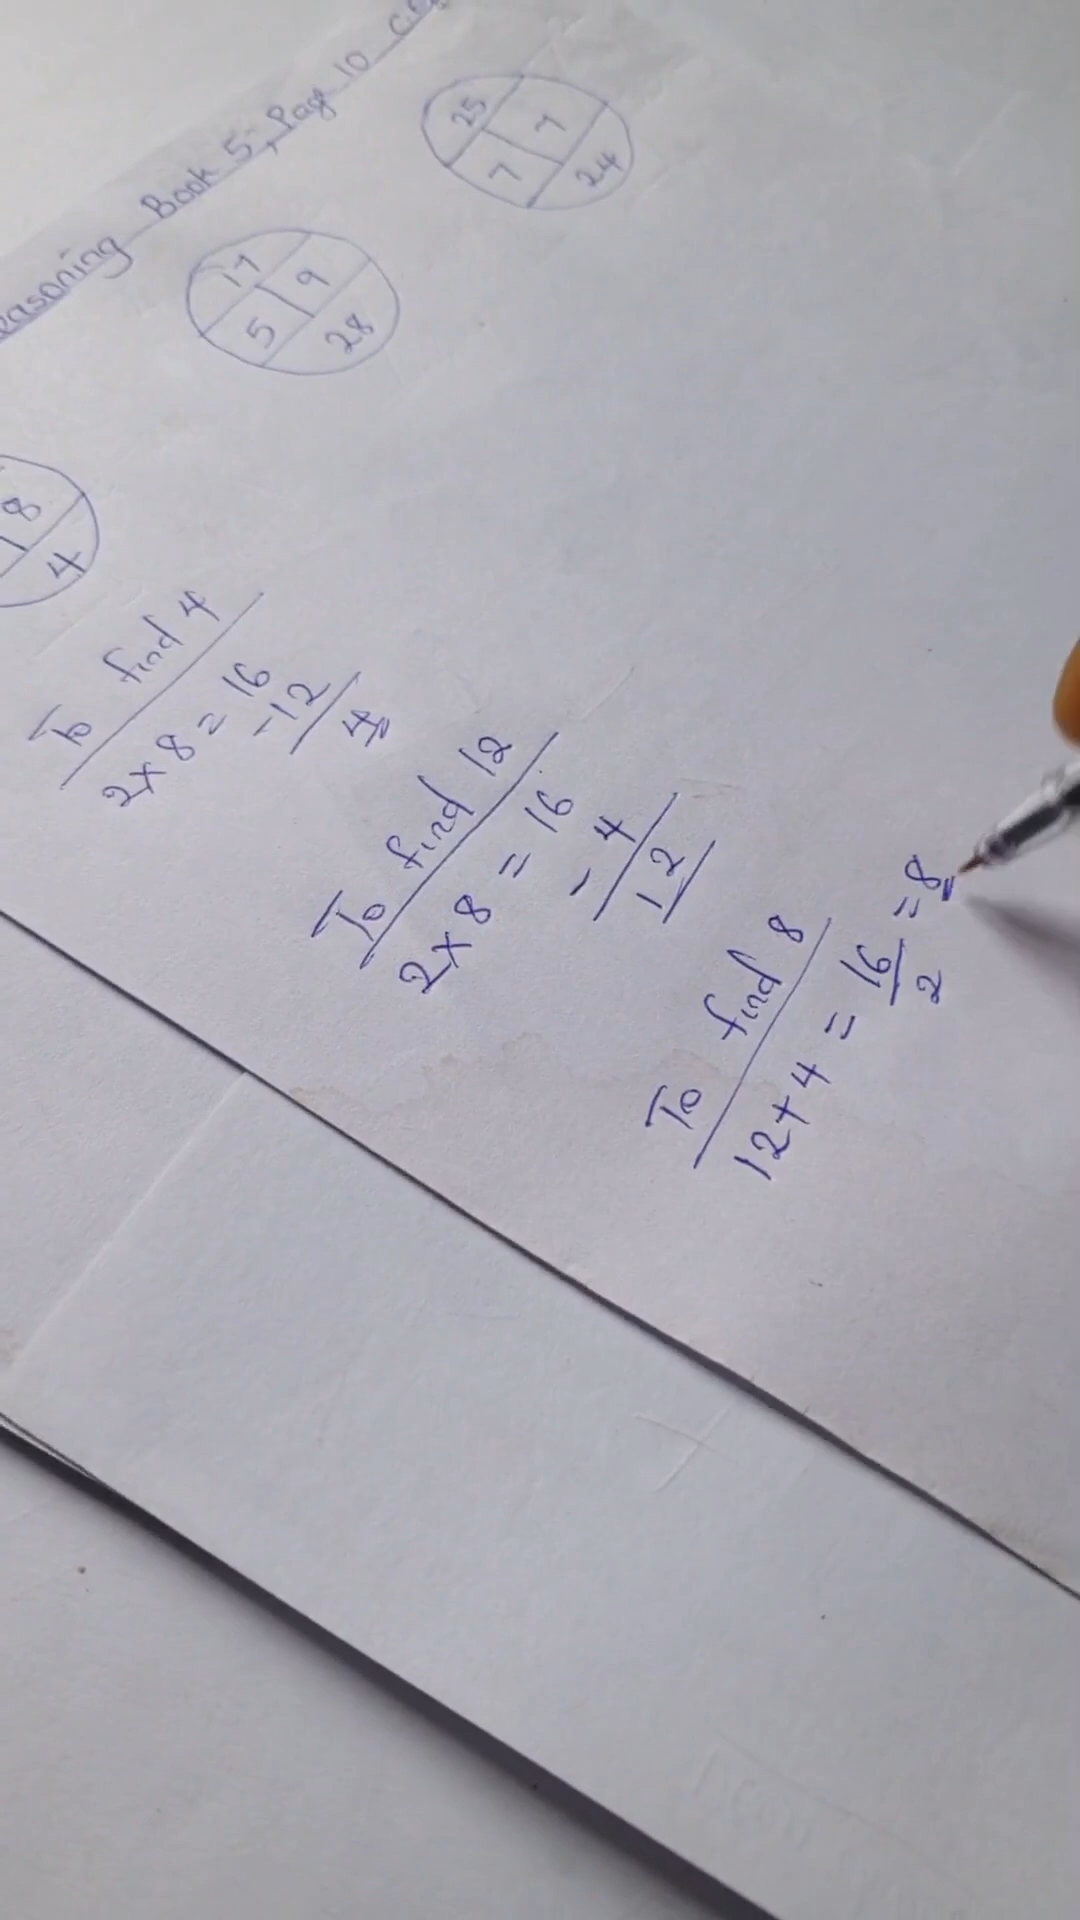 Reasoning Book 5, Page 10
17
9
5
28
25
7
7
24
8
4
To find 4
2 x 8 = 16
-12
4
To find 12
2 x 8 = 16
- 4
12
To find 8
12 + 4 = 16/2 = 8